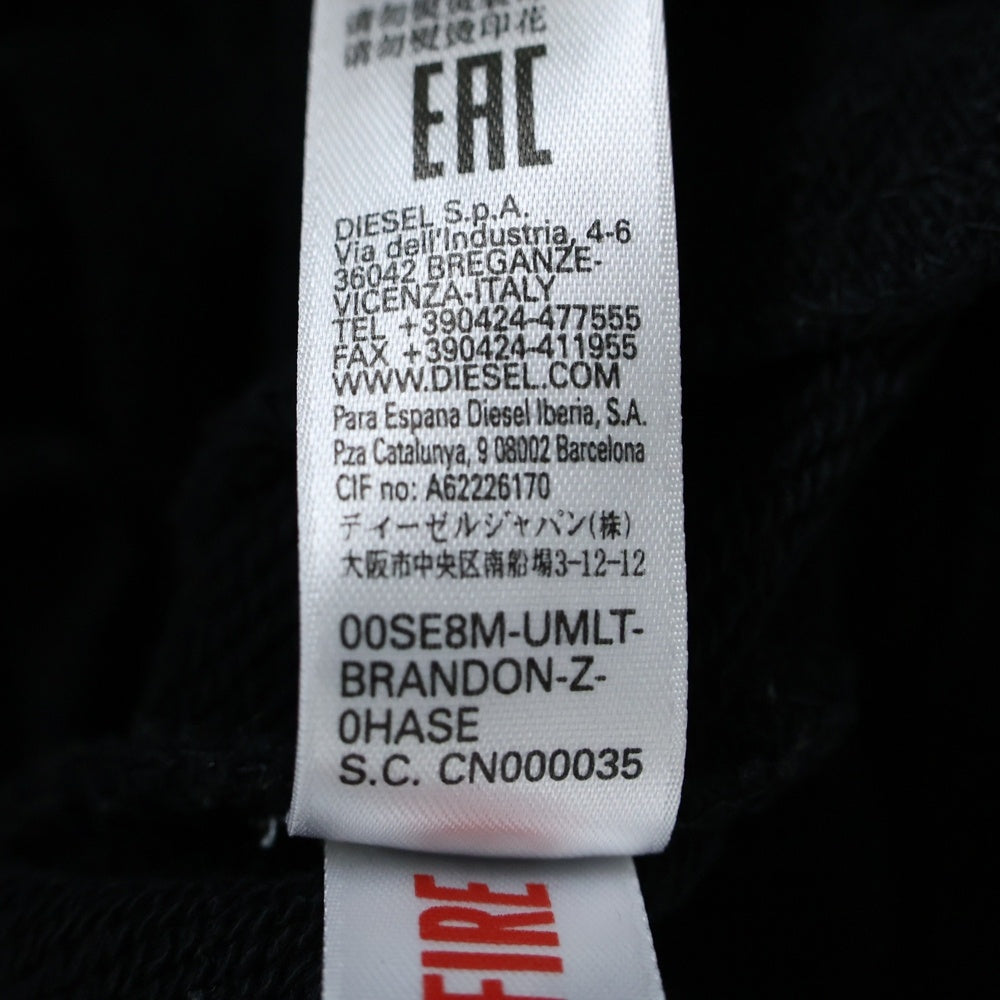 请勿熨烫
请勿熨烫印花
EAC
DIESEL S.p.A.
Via dell'Industria, 4-6
36042 BREGANZE-
VICENZA-ITALY
TEL +390424-477555
FAX +390424-411955
WWW.DIESEL.COM
Para Espana Diesel Iberia, S.A.
Pza Catalunya, 9 08002 Barcelona
CIF no: A62226170
ディーゼルジャパン(株)
大阪市中央区南船場3-12-12
00SE8M-UMLT-
BRANDON-Z-
0HASE
S.C. CN000035
FIRE